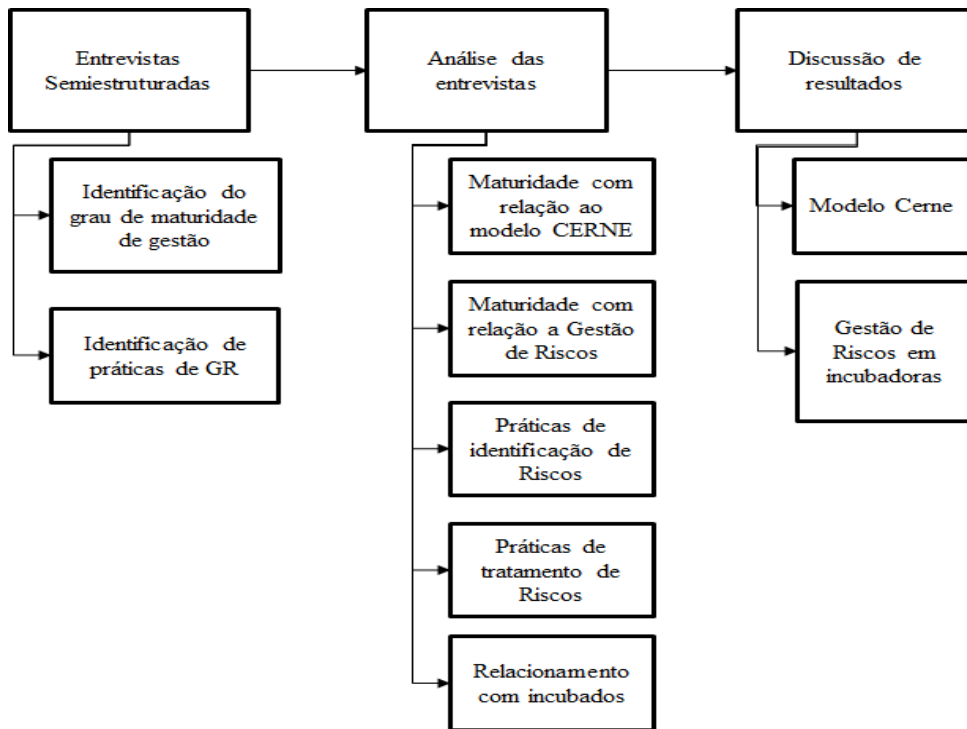 Entrevistas
Semiestruturadas
Análise das
entrevistas
Discussão de
resultados
Identificação do
grau de maturidade
de gestão
Identificação de
práticas de GR
Maturidade com
relação ao
modelo CERNE
Maturidade com
relação a Gestão
de Riscos
Práticas de
identificação de
Riscos
Práticas de
tratamento de
Riscos
Relacionamento
com incubados
Modelo Cerne
Gestão de
Riscos em
incubadoras